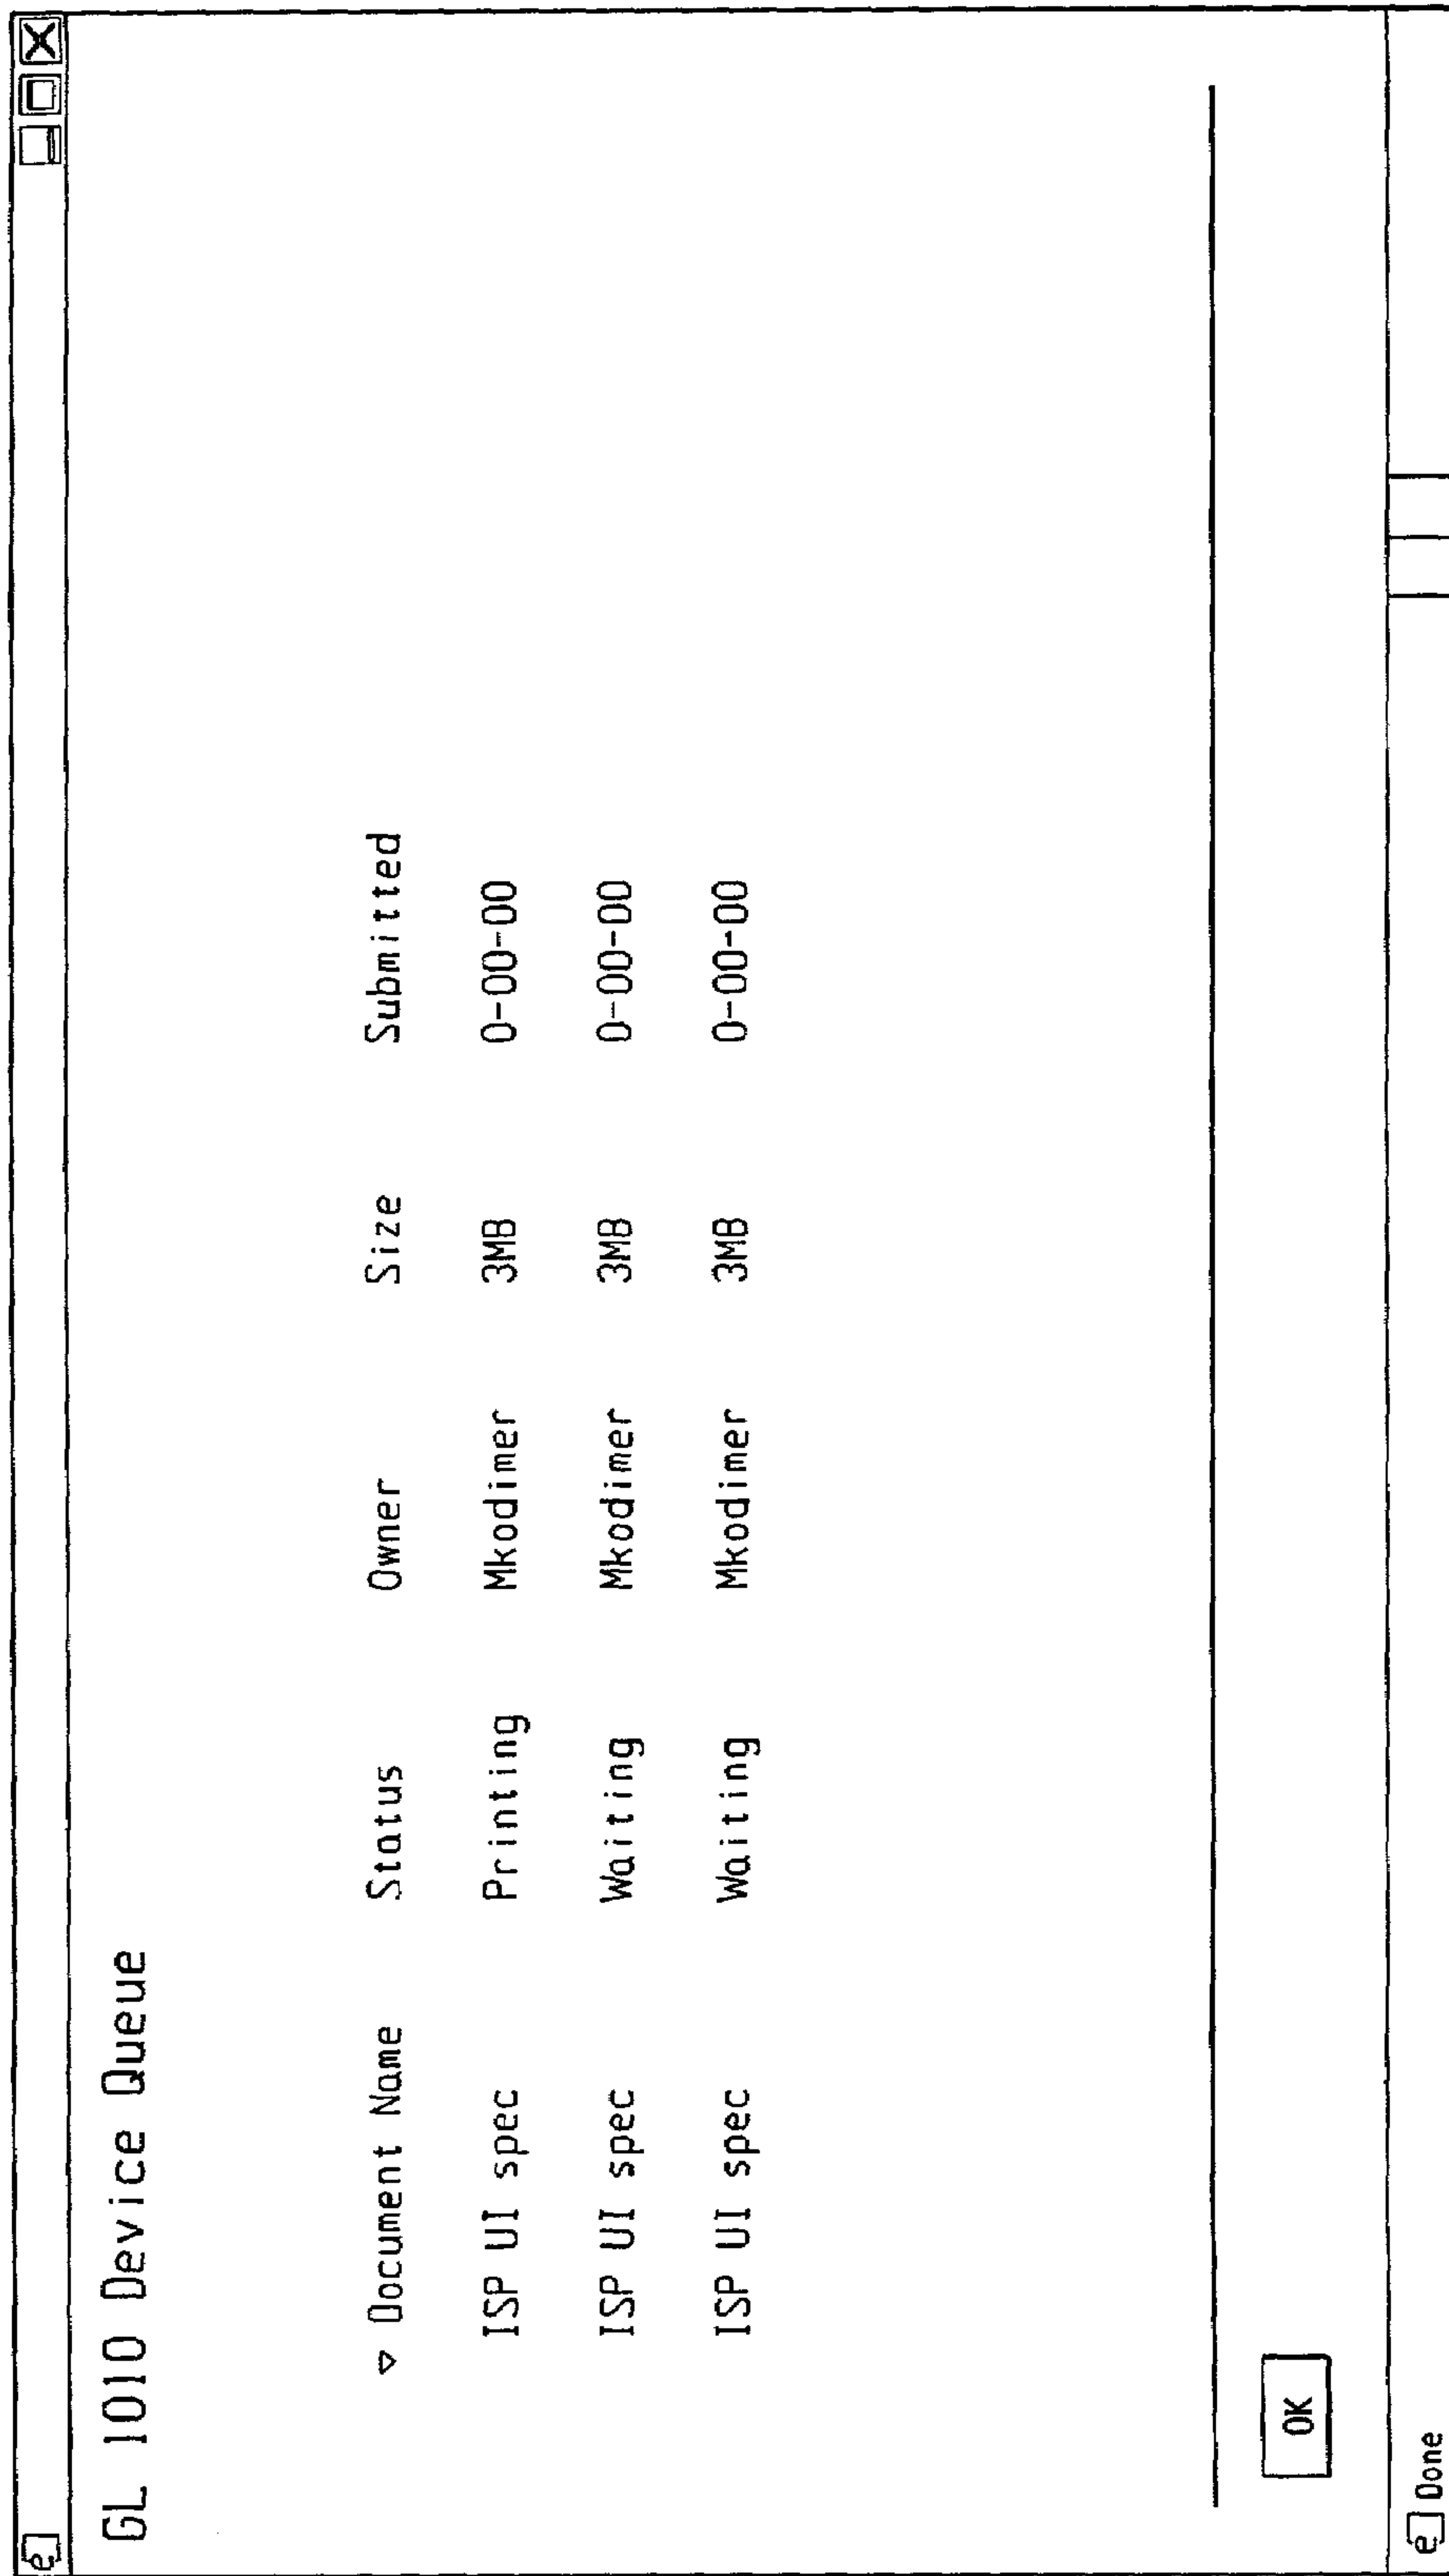 GL 1010 Device Queue
▿ Document Name Status Owner Size Submitted
ISP UI spec Printing Mkodimer 3MB 0-00-00
ISP UI spec Waiting Mkodimer 3MB 0-00-00
ISP UI spec Waiting Mkodimer 3MB 0-00-00
OK
e Done